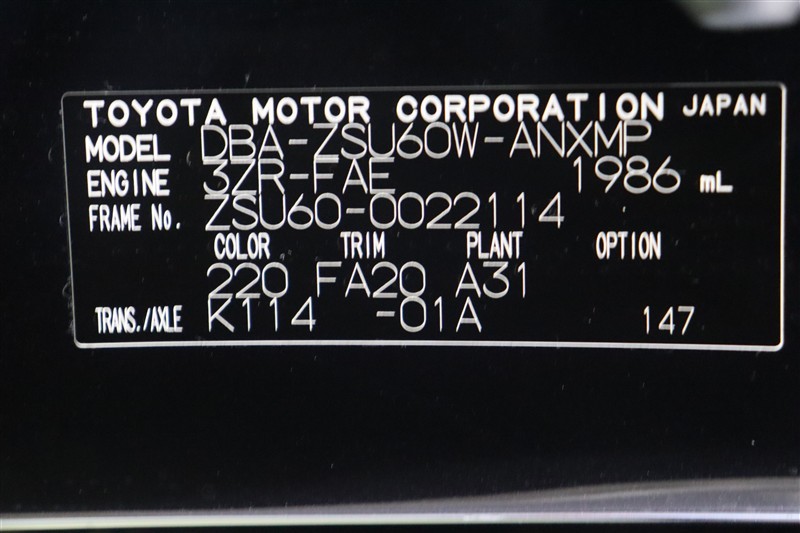 TOYOTA MOTOR CORPORATION JAPAN
MODEL DBA-ZSU60W-ANXMP
ENGINE 3ZR-FAE 1986 mL
FRAME No. ZSU60-0022114
COLOR TRIM PLANT OPTION
220 FA20 A31
TRANS./AXLE K114 -01A 147